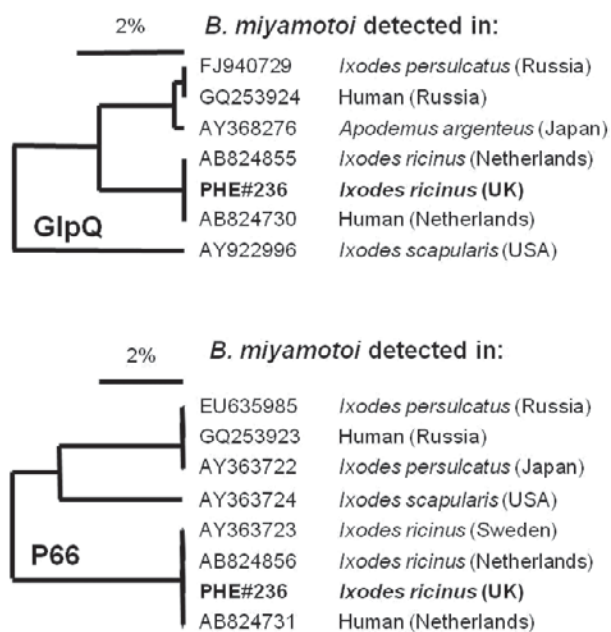 2% B. miyamotoi detected in:
FJ940729 Ixodes persulcatus (Russia)
GQ253924 Human (Russia)
AY368276 Apodemus argenteus (Japan)
AB824855 Ixodes ricinus (Netherlands)
PHE#236 Ixodes ricinus (UK)
AB824730 Human (Netherlands)
GlpQ
AY922996 Ixodes scapularis (USA)
2% B. miyamotoi detected in:
EU635985 Ixodes persulcatus (Russia)
GQ253923 Human (Russia)
AY363722 Ixodes persulcatus (Japan)
AY363724 Ixodes scapularis (USA)
AY363723 Ixodes ricinus (Sweden)
P66
AB824856 Ixodes ricinus (Netherlands)
PHE#236 Ixodes ricinus (UK)
AB824731 Human (Netherlands)